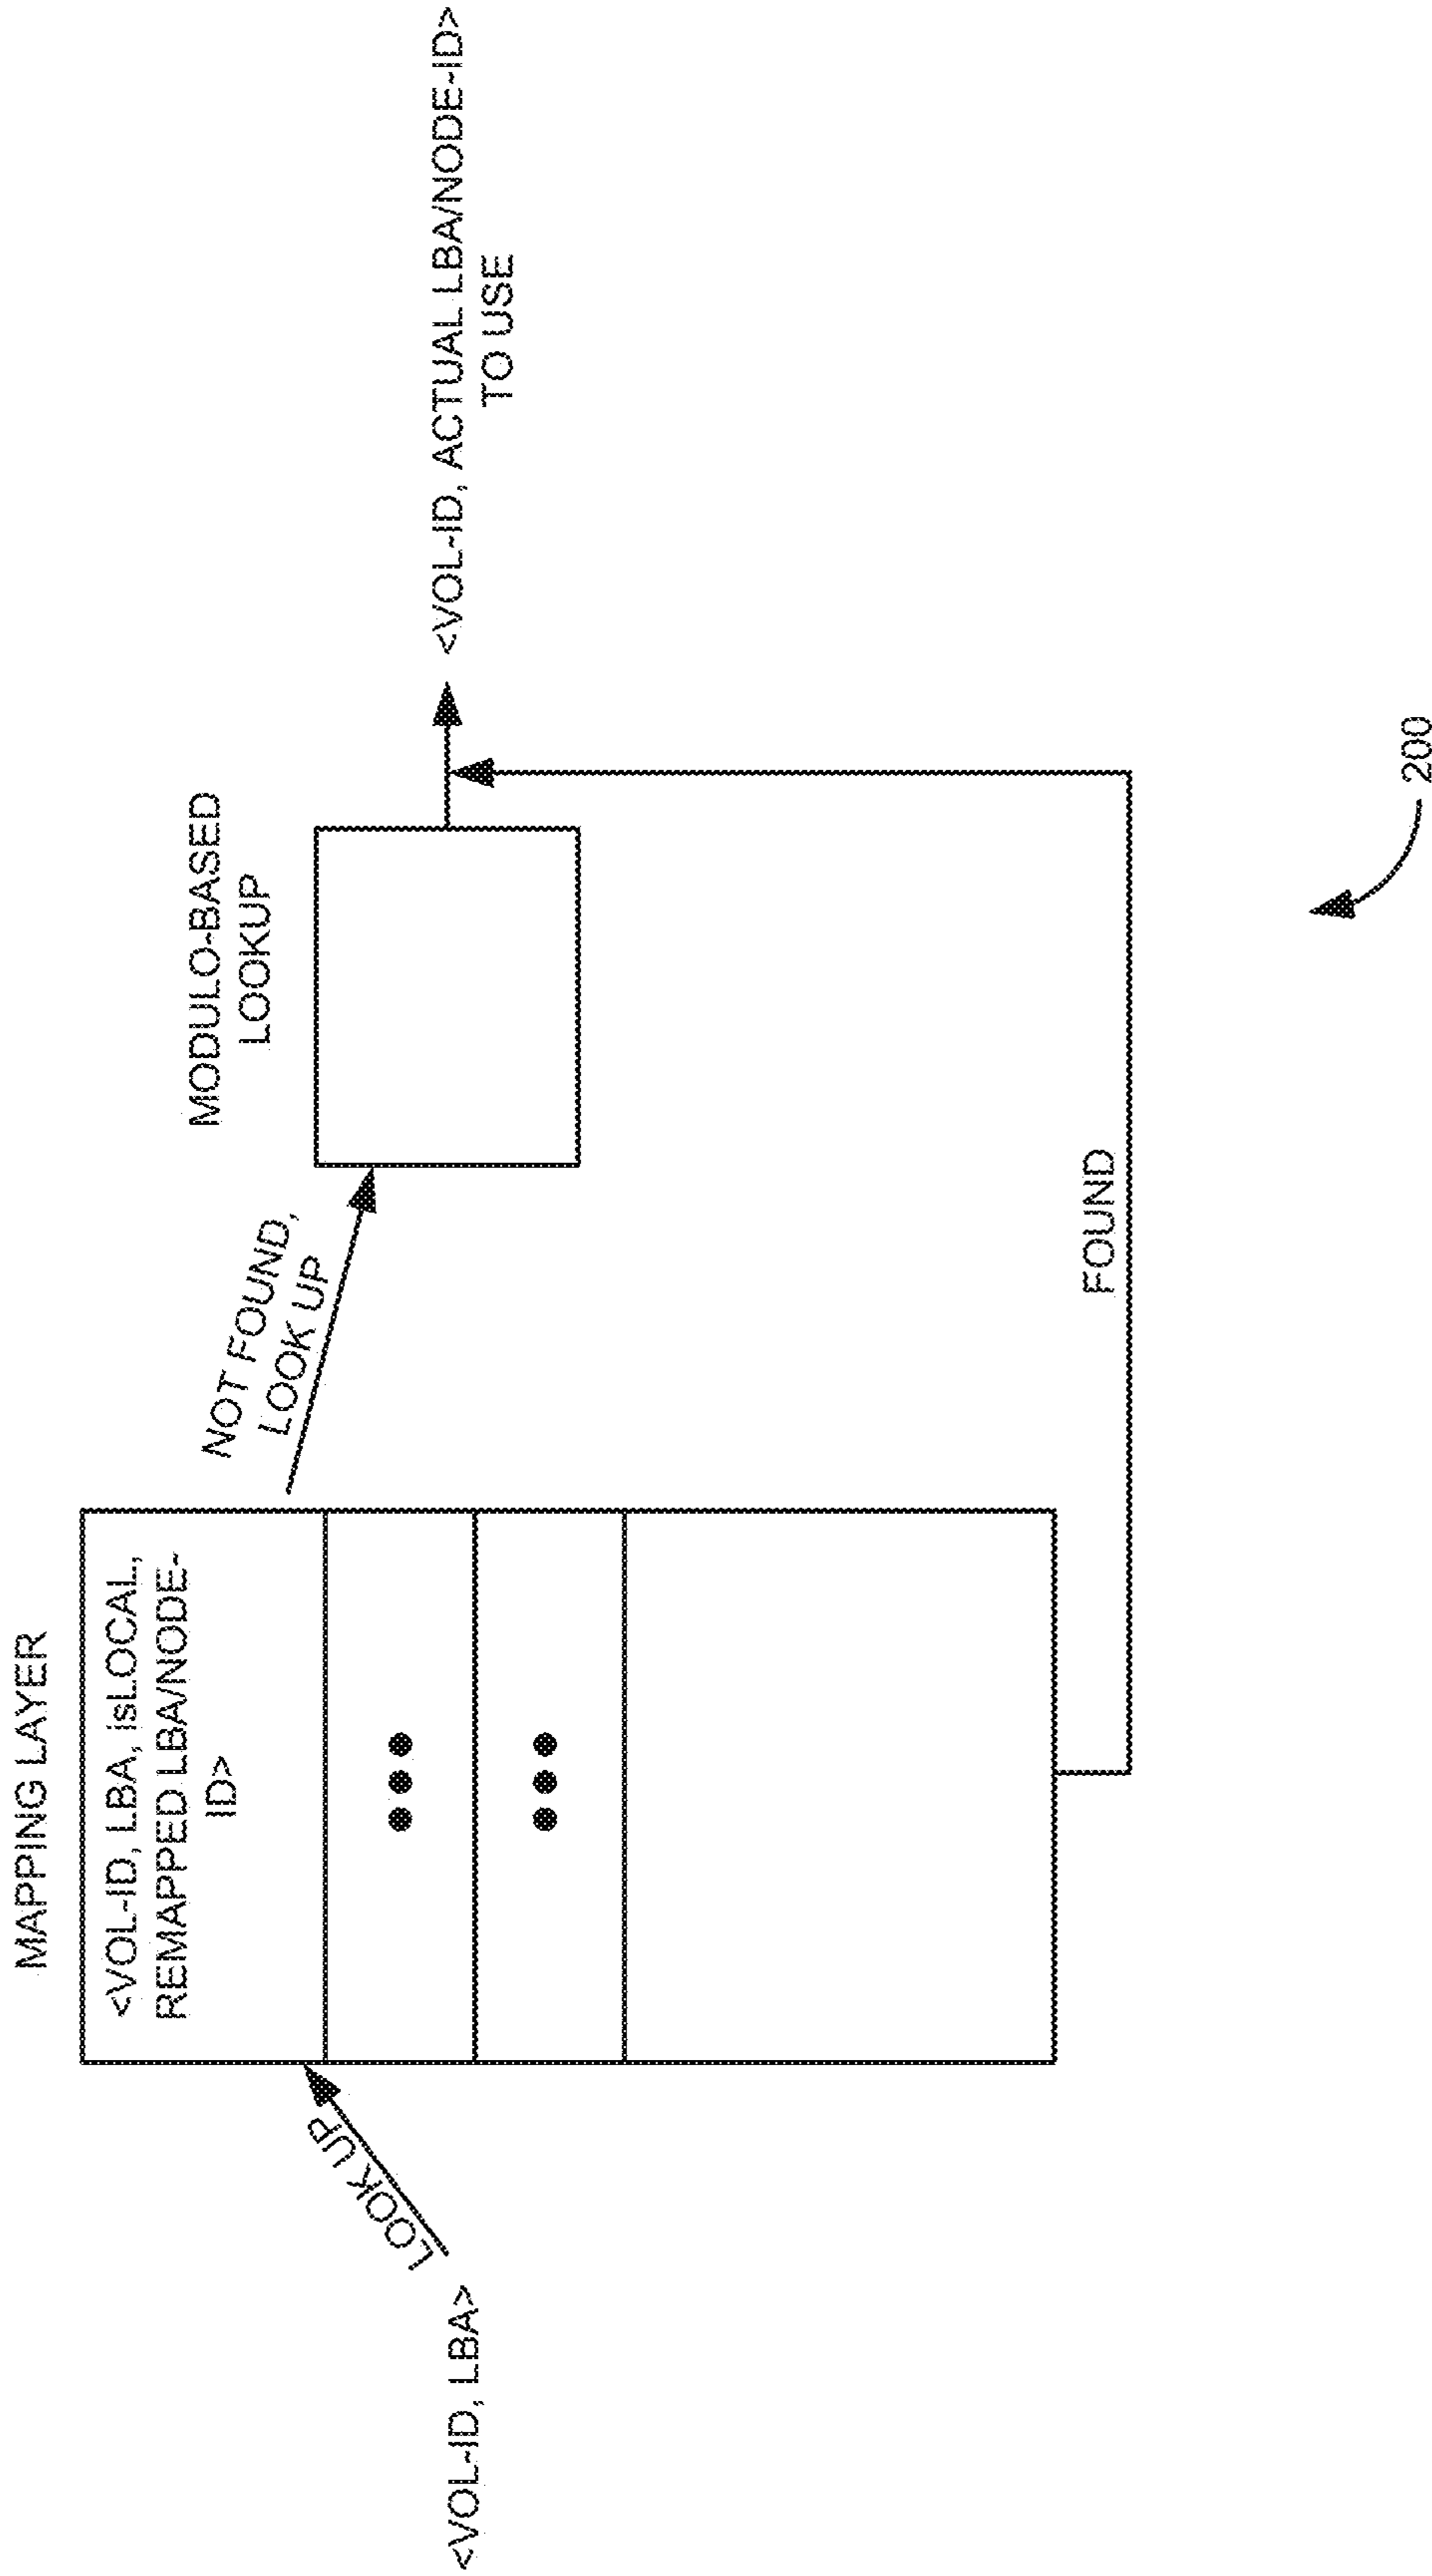 MAPPING LAYER
<VOL-ID, LBA, isLOCAL,
REMAPPED LBA/NODE-
ID>
LOOK UP
<VOL-ID, LBA>
NOT FOUND,
LOOK UP
MODULO-BASED
LOOKUP
<VOL-ID, ACTUAL LBA/NODE-ID>
TO USE
FOUND
200